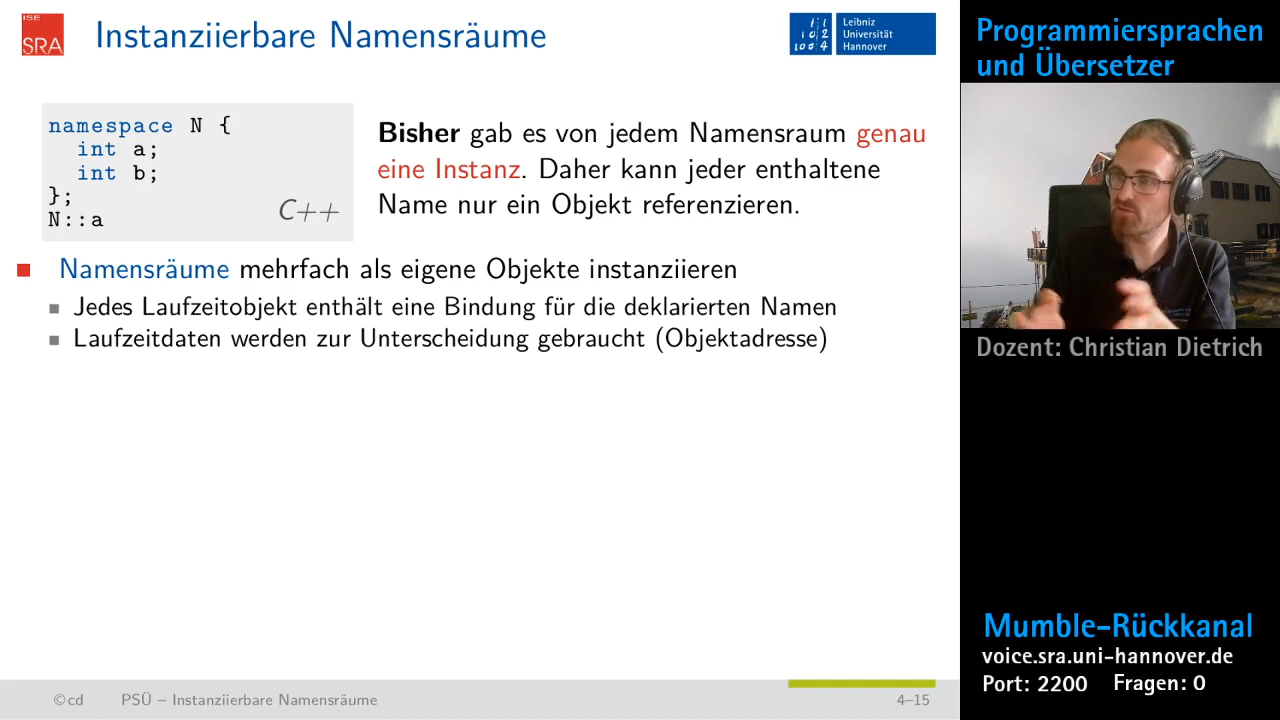 ISE
SRA
Instanziierbare Namensräume
Leibniz
Universität
Hannover
namespace N {
int a;
int b;
};
N::a
C++
Bisher gab es von jedem Namensraum genau
eine Instanz. Daher kann jeder enthaltene
Name nur ein Objekt referenzieren.
Namensräume mehrfach als eigene Objekte instanziieren
Jedes Laufzeitobjekt enthält eine Bindung für die deklarierten Namen
Laufzeitdaten werden zur Unterscheidung gebraucht (Objektadresse)
©cd PSÜ – Instanziierbare Namensräume 4–15
Programmiersprachen
und Übersetzer
Dozent: Christian Dietrich
Mumble-Rückkanal
voice.sra.uni-hannover.de
Port: 2200 Fragen: 0